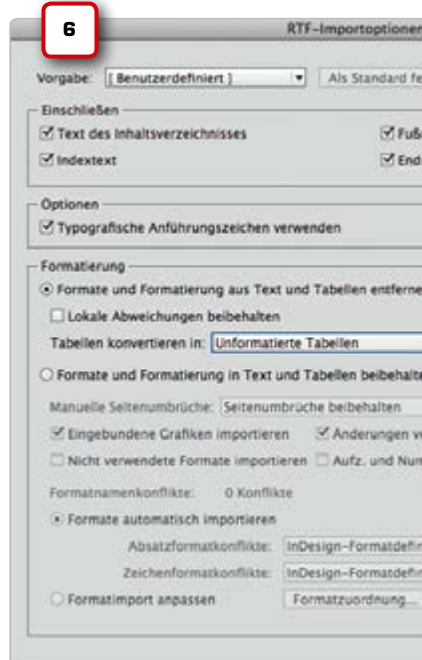 6
RTF-Importoptionen
Vorgabe: [ Benutzerdefiniert ] Als Standard fe
Einschließen
Text des Inhaltsverzeichnisses Fuß
Indextext End
Optionen
Typografische Anführungszeichen verwenden
Formatierung
Formate und Formatierung aus Text und Tabellen entferne
Lokale Abweichungen beibehalten
Tabellen konvertieren in: Unformatierte Tabellen
Formate und Formatierung in Text und Tabellen beibehalte
Manuelle Seitenumbrüche: Seitenumbrüche beibehalten
Eingebundene Grafiken importieren Änderungen ve
Nicht verwendete Formate importieren Aufz. und Num
Formatnamenkonflikte: 0 Konflikte
Formate automatisch importieren
Absatzformatkonflikte: InDesign-Formatdefin
Zeichenformatkonflikte: InDesign-Formatdefin
Formatimport anpassen Formatzuordnung...